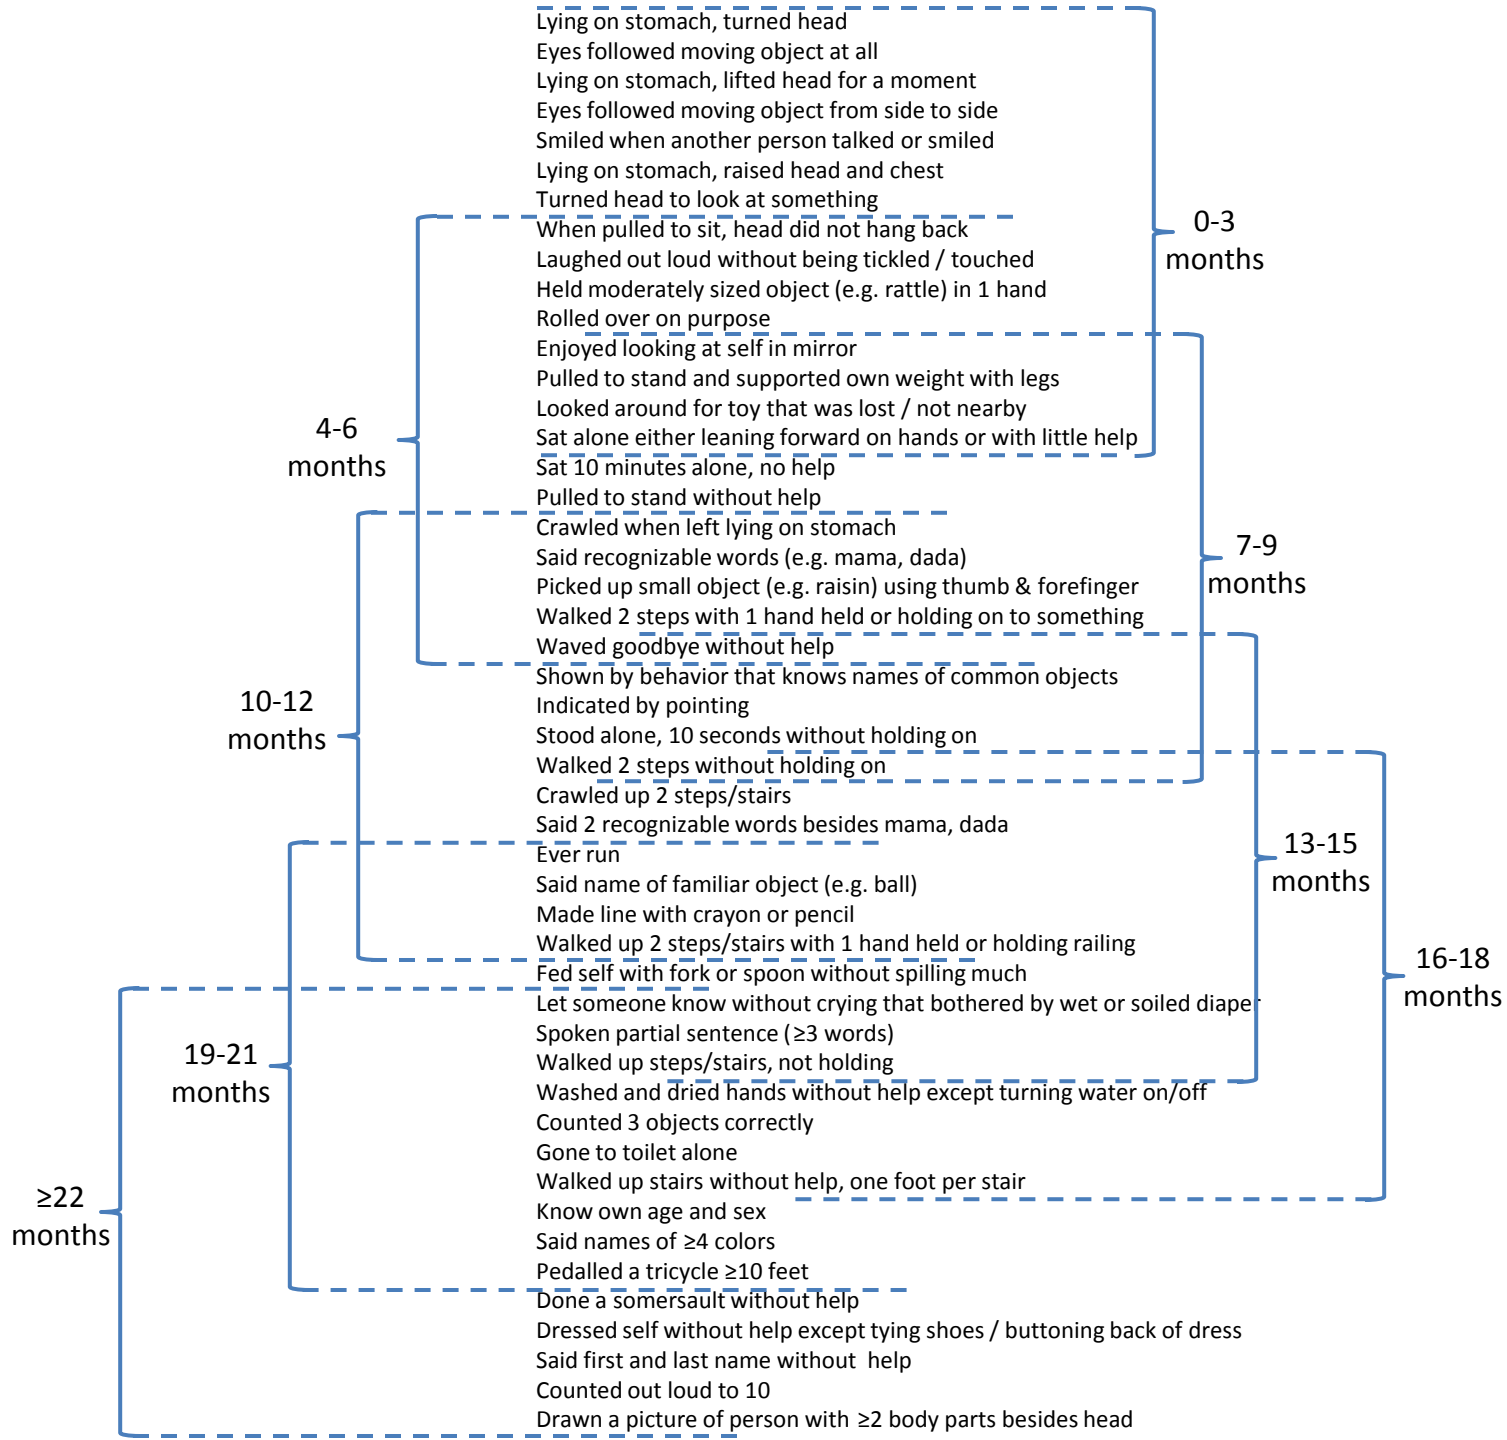 Lying on stomach, turned head
Eyes followed moving object at all
Lying on stomach, lifted head for a moment
Eyes followed moving object from side to side
Smiled when another person talked or smiled
Lying on stomach, raised head and chest
Turned head to look at something
When pulled to sit, head did not hang back
Laughed out loud without being tickled / touched
Held moderately sized object (e.g. rattle) in 1 hand
Rolled over on purpose
Enjoyed looking at self in mirror
Pulled to stand and supported own weight with legs
Looked around for toy that was lost / not nearby
Sat alone either leaning forward on hands or with little help
Sat 10 minutes alone, no help
Pulled to stand without help
Crawled when left lying on stomach
Said recognizable words (e.g. mama, dada)
Picked up small object (e.g. raisin) using thumb & forefinger
Walked 2 steps with 1 hand held or holding on to something
Waved goodbye without help
Shown by behavior that knows names of common objects
Indicated by pointing
Stood alone, 10 seconds without holding on
Walked 2 steps without holding on
Crawled up 2 steps/stairs
Said 2 recognizable words besides mama, dada
Ever run
Said name of familiar object (e.g. ball)
Made line with crayon or pencil
Walked up 2 steps/stairs with 1 hand held or holding railing
Fed self with fork or spoon without spilling much
Let someone know without crying that bothered by wet or soiled diaper
Spoken partial sentence (≥3 words)
Walked up steps/stairs, not holding
Washed and dried hands without help except turning water on/off
Counted 3 objects correctly
Gone to toilet alone
Walked up stairs without help, one foot per stair
Know own age and sex
Said names of ≥4 colors
Pedalled a tricycle ≥10 feet
Done a somersault without help
Dressed self without help except tying shoes / buttoning back of dress
Said first and last name without help
Counted out loud to 10
Drawn a picture of person with ≥2 body parts besides head
0-3
months
4-6
months
7-9
months
10-12
months
13-15
months
16-18
months
19-21
months
≥22
months